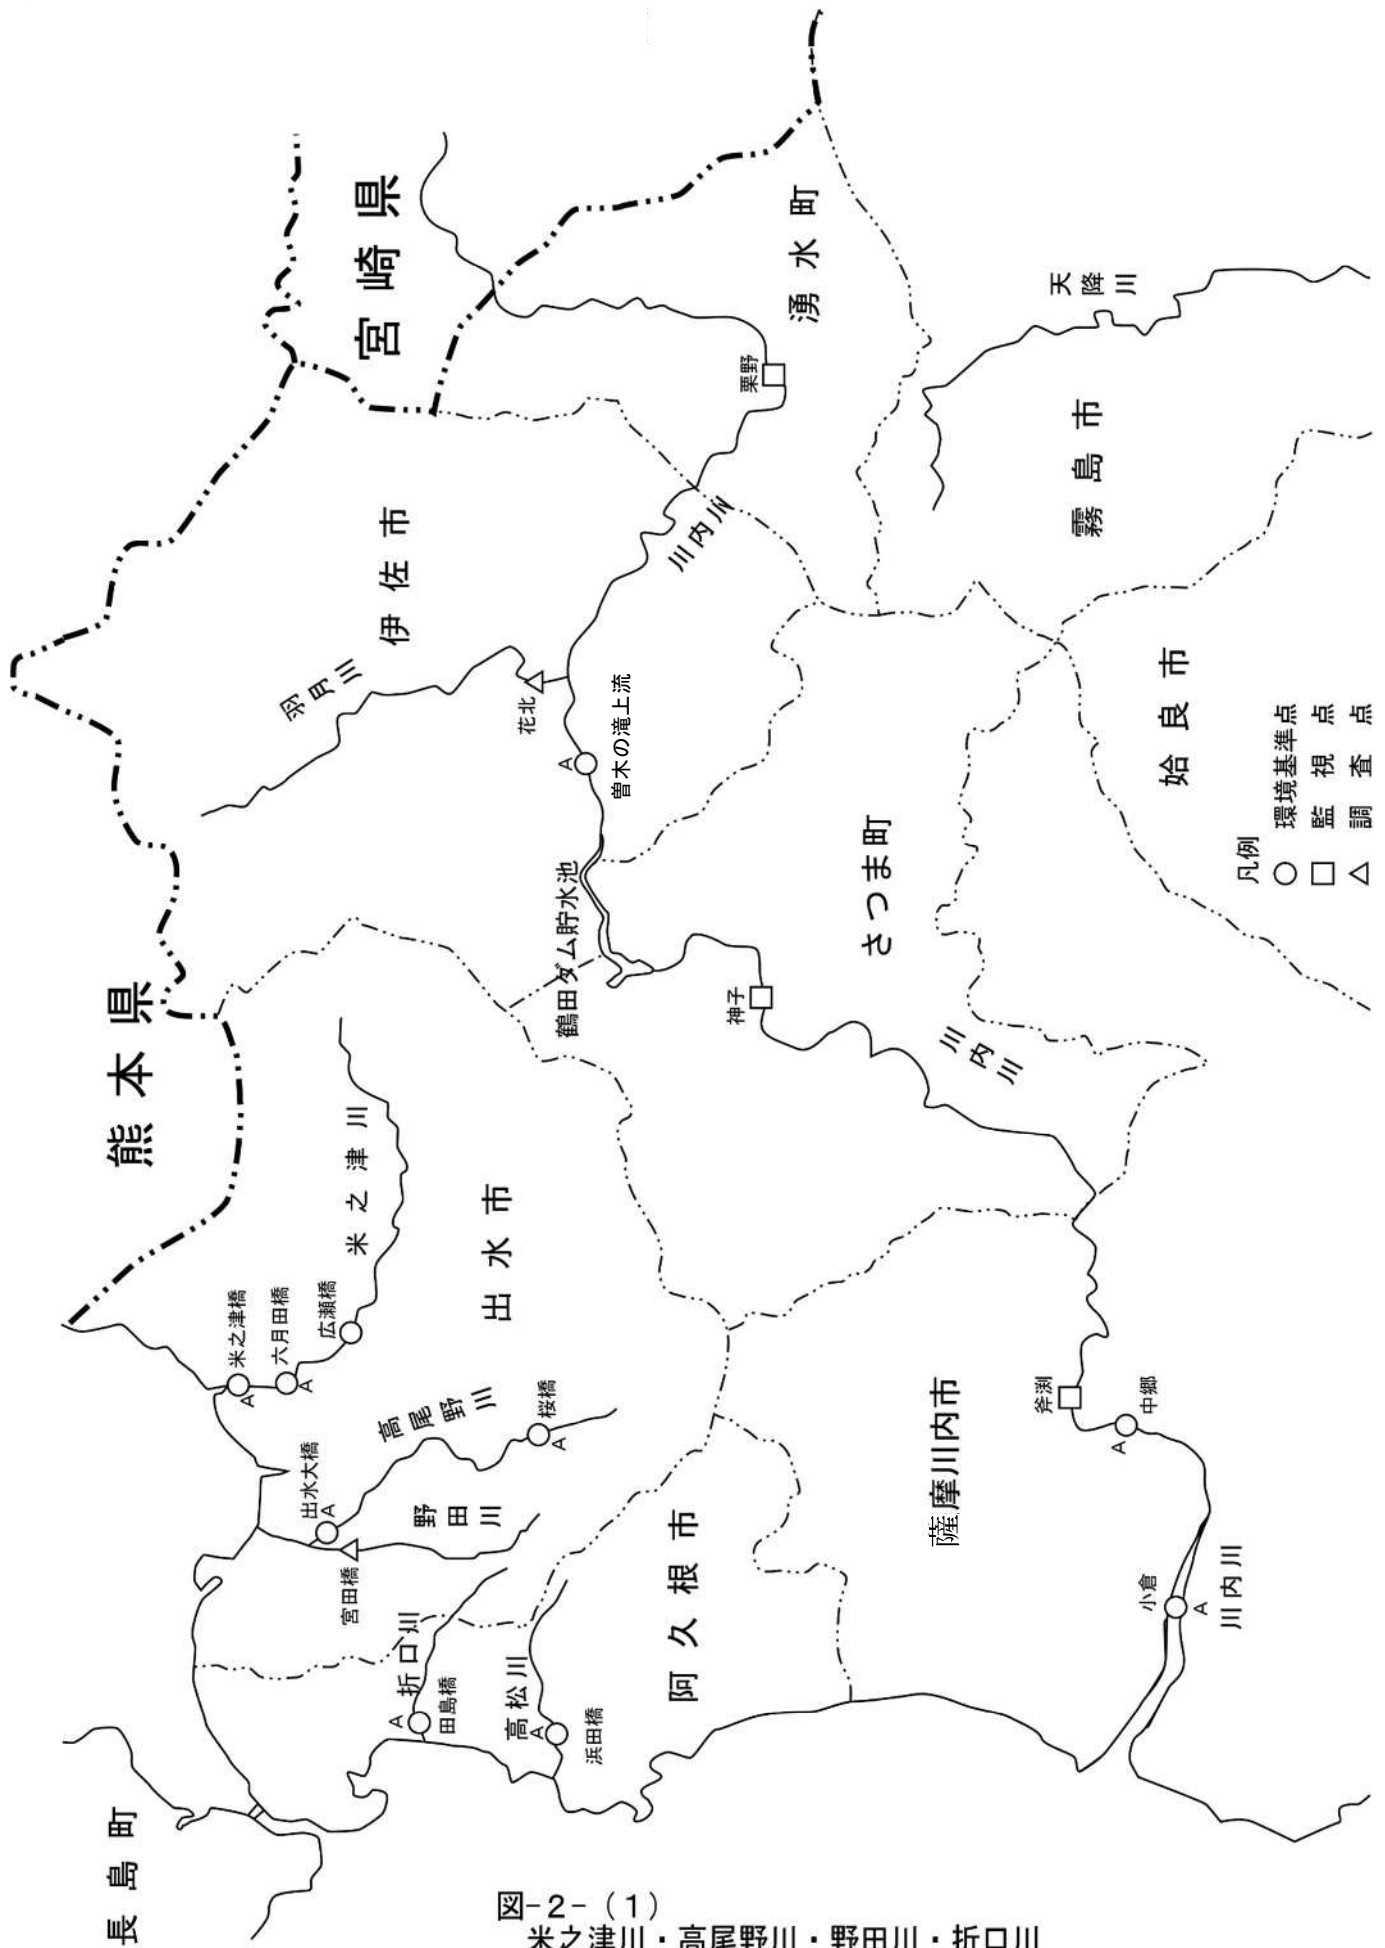 熊本県
宮崎県
長島町
出水市
伊佐市
湧水町
霧島市
姶良市
さつま町
薩摩川内市
阿久根市
米之津川
米之津橋
A
六月田橋
A
広瀬橋
高尾野川
出水大橋
A
桜橋
A
野田川
宮田橋
折口川
A
田島橋
高松川
A
浜田橋
羽月川
花北
A
曽木の滝上流
川内川
栗野
天降川
鶴田ダム貯水池
神子
川内川
斧渕
A
中郷
小倉
A
川内川
凡例
○ 環境基準点
□ 監視点
△ 調査点
図-2-(1)
米之津川・高尾野川・野田川・折口川